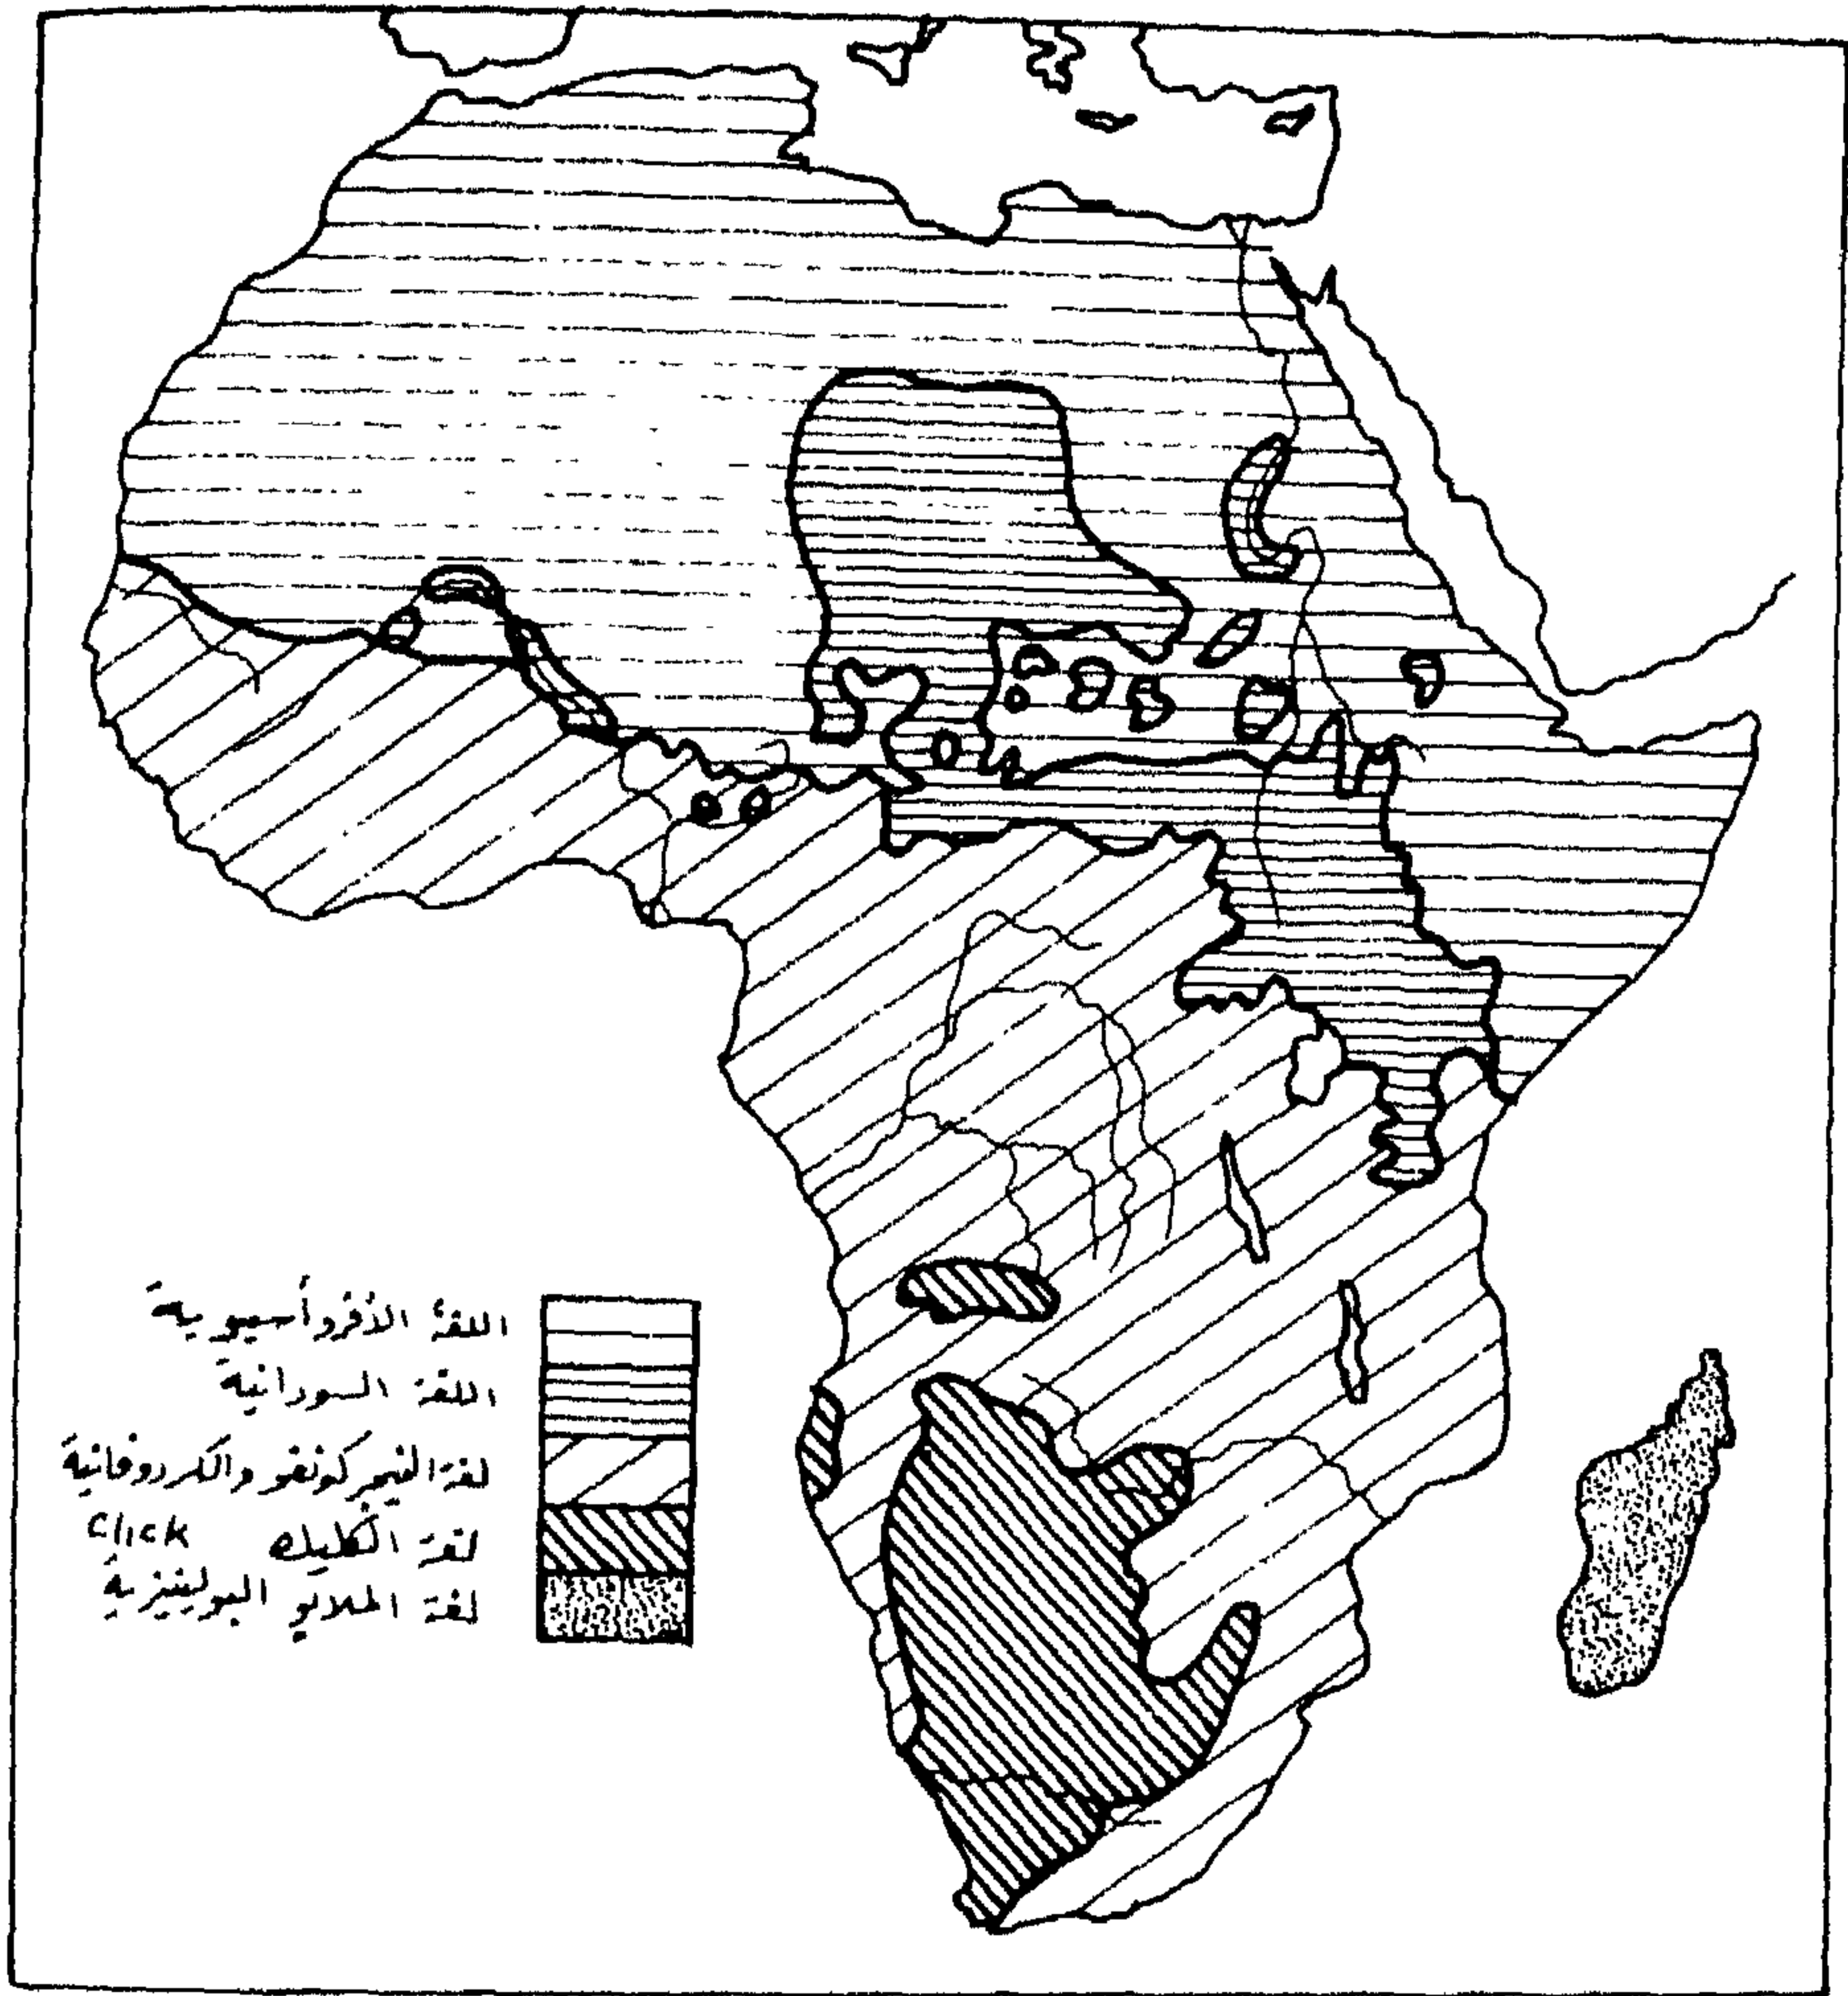 اللغة الأفروأسيوية
اللغة السودانية
لغة النيجركونغو والكردوفانية
لغة الكليك Click
لغة الملايو البولينيزية